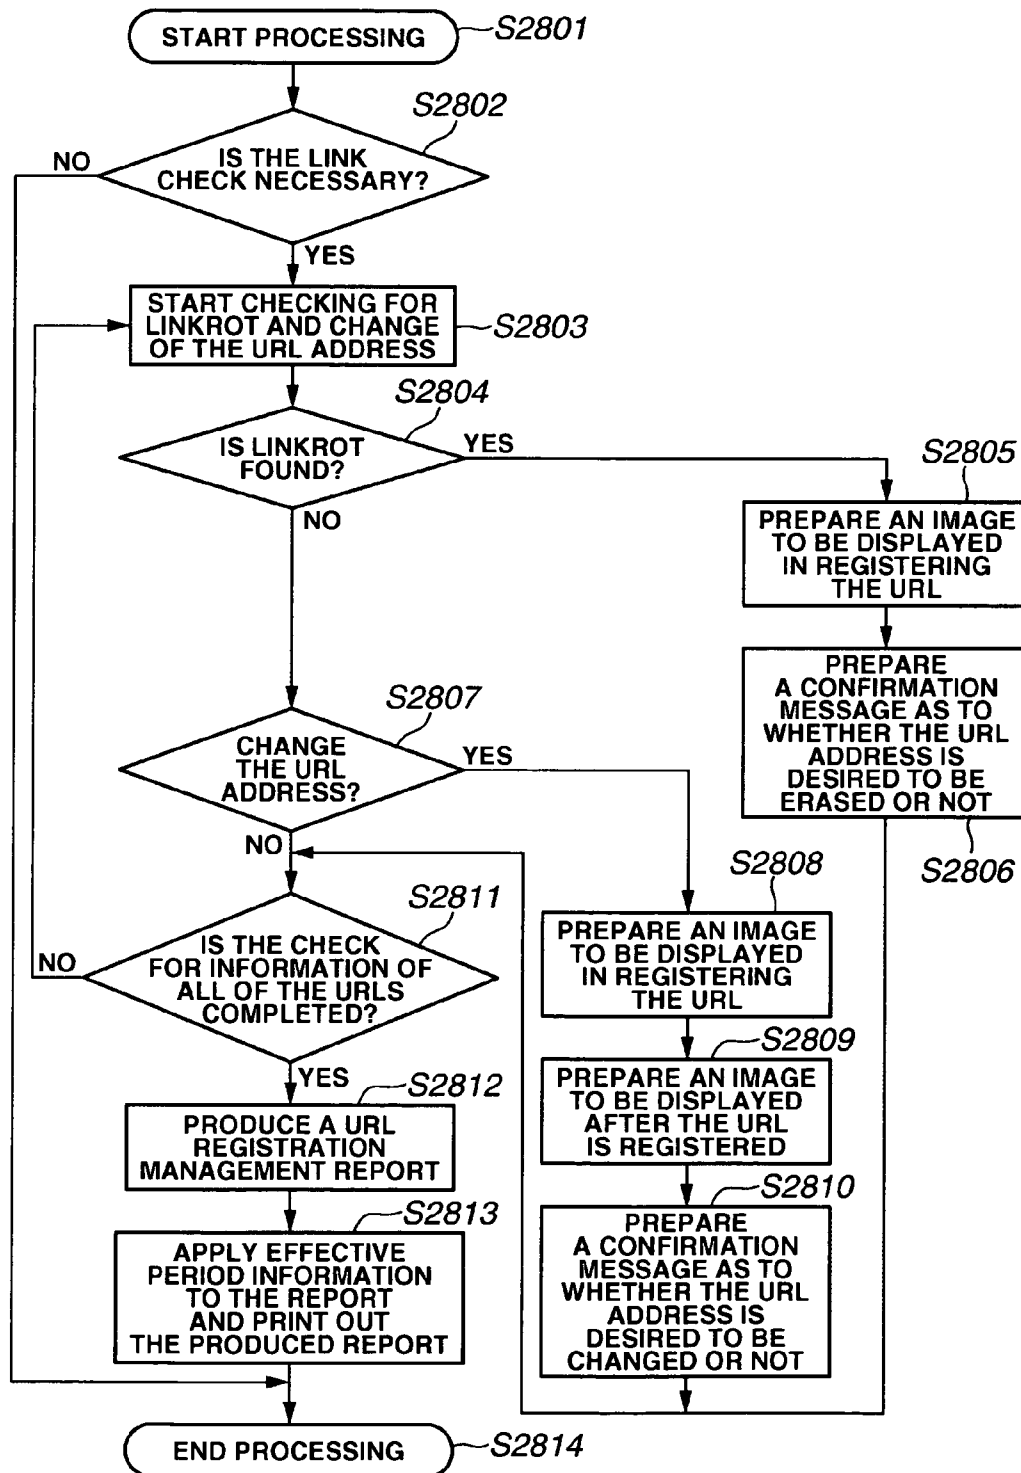 START PROCESSING
S2801
S2802
NO
IS THE LINK
CHECK NECESSARY?
YES
START CHECKING FOR
LINKROT AND CHANGE
OF THE URL ADDRESS
S2803
S2804
IS LINKROT
FOUND?
YES
NO
S2805
PREPARE AN IMAGE
TO BE DISPLAYED
IN REGISTERING
THE URL
PREPARE
A CONFIRMATION
MESSAGE AS TO
WHETHER THE URL
ADDRESS IS
DESIRED TO BE
ERASED OR NOT
S2806
S2807
CHANGE
THE URL
ADDRESS?
YES
NO
S2808
PREPARE AN IMAGE
TO BE DISPLAYED
IN REGISTERING
THE URL
S2809
PREPARE AN IMAGE
TO BE DISPLAYED
AFTER THE URL
IS REGISTERED
S2810
PREPARE
A CONFIRMATION
MESSAGE AS TO
WHETHER THE URL
ADDRESS IS
DESIRED TO BE
CHANGED OR NOT
S2811
NO
IS THE CHECK
FOR INFORMATION OF
ALL OF THE URLS
COMPLETED?
YES
S2812
PRODUCE A URL
REGISTRATION
MANAGEMENT REPORT
S2813
APPLY EFFECTIVE
PERIOD INFORMATION
TO THE REPORT
AND PRINT OUT
THE PRODUCED REPORT
END PROCESSING
S2814